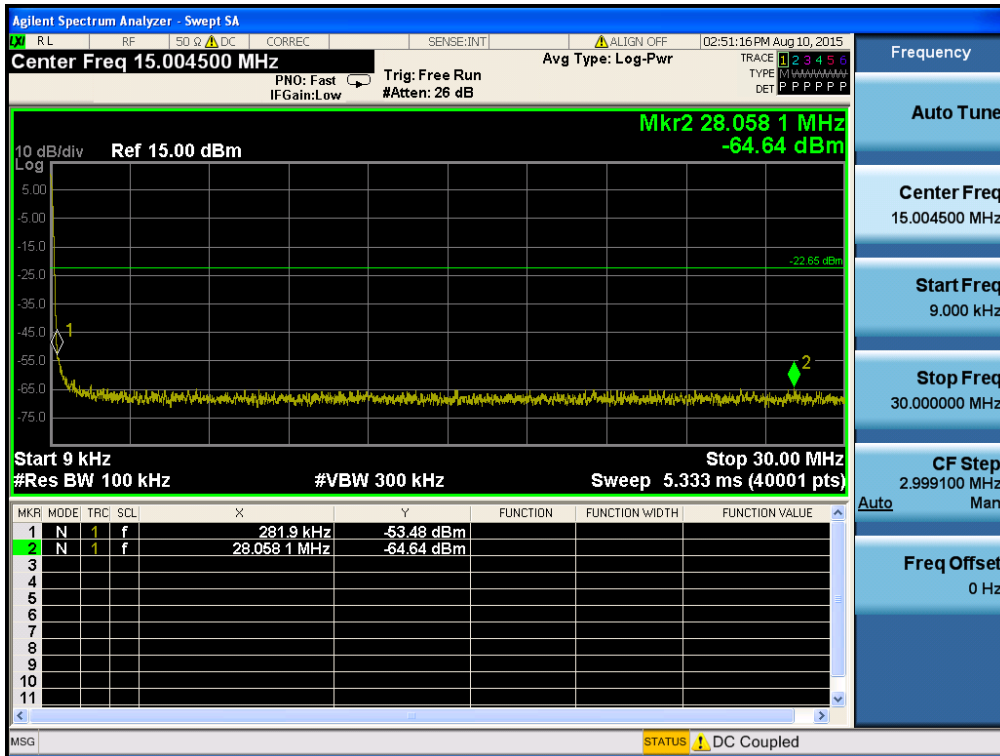 Agilent Spectrum Analyzer - Swept SA
LXI RL RF 50 Ω DC CORREC SENSE:INT ALIGN OFF 02:51:16 PM Aug 10, 2015
Center Freq 15.004500 MHz
PNO: Fast
IFGain:Low
Trig: Free Run
#Atten: 26 dB
Avg Type: Log-Pwr
TRACE 1 2 3 4 5 6
TYPE M
DET P P P P P P
Mkr2 28.058 1 MHz
-64.64 dBm
10 dB/div Ref 15.00 dBm
Log
5.00
-5.00
-15.0
-22.65 dBm
-25.0
-35.0
-45.0
-55.0
-65.0
-75.0
1
2
Start 9 kHz Stop 30.00 MHz
#Res BW 100 kHz #VBW 300 kHz Sweep 5.333 ms (40001 pts)
MKR MODE TRC SCL X Y FUNCTION FUNCTION WIDTH FUNCTION VALUE
1 N 1 f 281.9 kHz -53.48 dBm
2 N 1 f 28.058 1 MHz -64.64 dBm
3
4
5
6
7
8
9
10
11
MSG STATUS DC Coupled
Frequency
Auto Tune
Center Freq
15.004500 MHz
Start Freq
9.000 kHz
Stop Freq
30.000000 MHz
CF Step
2.999100 MHz
Auto Man
Freq Offset
0 Hz